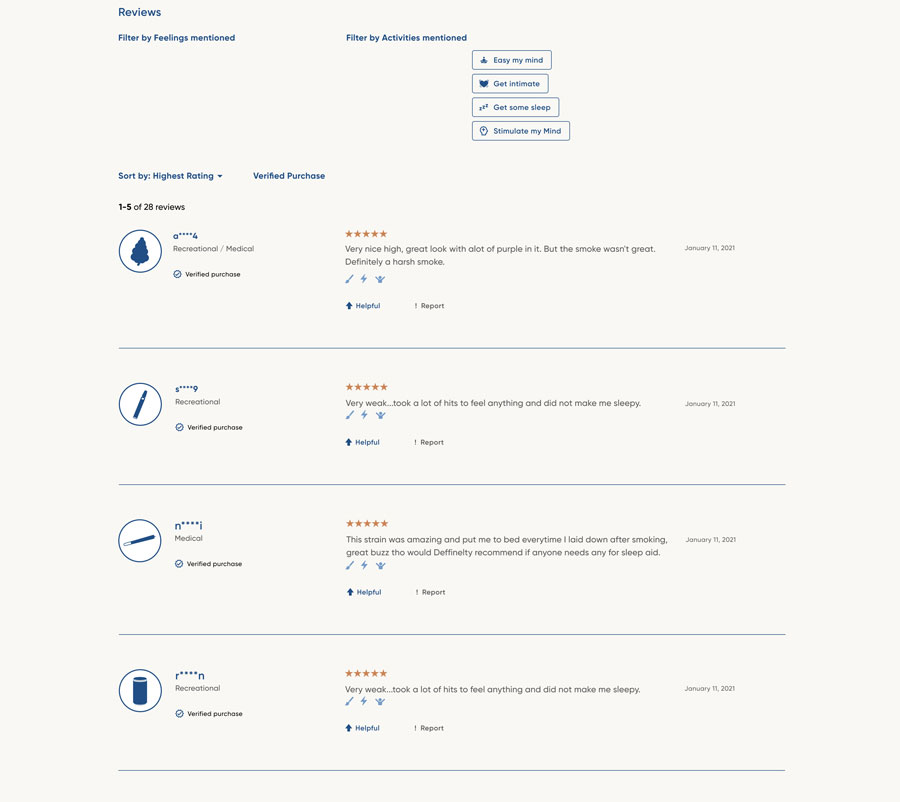 Reviews
Filter by Feelings mentioned
Filter by Activities mentioned
Easy my mind
Get intimate
Get some sleep
Stimulate my Mind
Sort by: Highest Rating
Verified Purchase
1-5 of 28 reviews
a****4
Recreational / Medical
Verified purchase
Very nice high, great look with alot of purple in it. But the smoke wasn't great.
Definitely a harsh smoke.
January 11, 2021
Helpful
! Report
s****9
Recreational
Verified purchase
Very weak...took a lot of hits to feel anything and did not make me sleepy.
January 11, 2021
Helpful
! Report
n****i
Medical
Verified purchase
This strain was amazing and put me to bed everytime I laid down after smoking,
great buzz tho would Deffinelty recommend if anyone needs any for sleep aid.
January 11, 2021
Helpful
! Report
r****n
Recreational
Verified purchase
Very weak...took a lot of hits to feel anything and did not make me sleepy.
January 11, 2021
Helpful
! Report